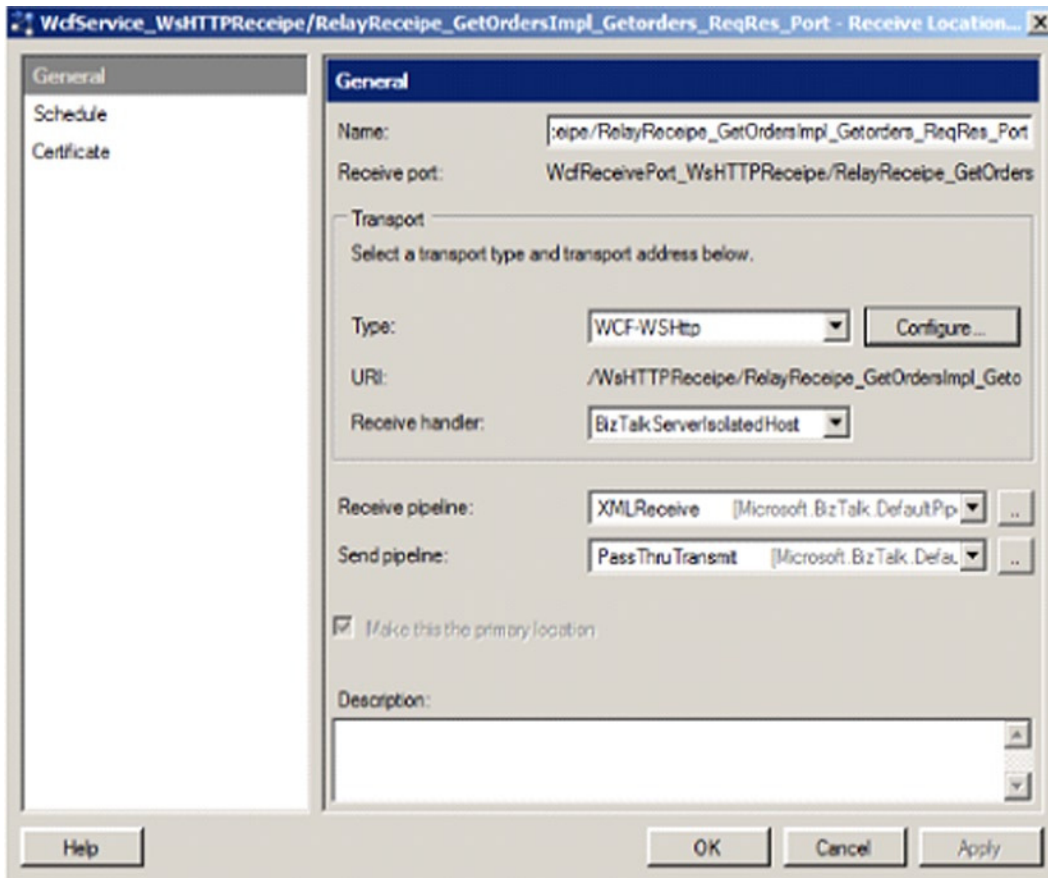 WcfService_WsHTTPReceipe/RelayReceipe_GetOrdersImpl_Getorders_ReqRes_Port - Receive Location...
General
Schedule
Certificate
General
Name: :eipe/RelayReceipe_GetOrdersImpl_Getorders_ReqRes_Port
Receive port: WcfReceivePort_WsHTTPReceipe/RelayReceipe_GetOrders
Transport
Select a transport type and transport address below.
Type: WCF-WSHttp Configure...
URI: /WsHTTPReceipe/RelayReceipe_GetOrdersImpl_Geto
Receive handler: BizTalkServerIsolatedHost
Receive pipeline: XMLReceive [Microsoft.BizTalk.DefaultPip ..
Send pipeline: PassThruTransmit [Microsoft.BizTalk.Defau ..
Make this the primary location
Description:
Help OK Cancel Apply